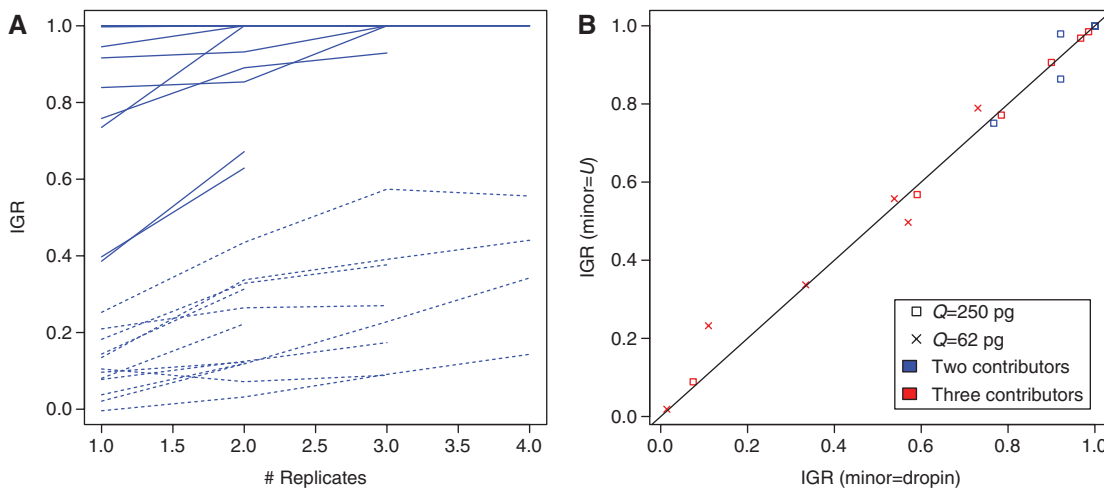 A
IGR
1.0
0.8
0.6
0.4
0.2
0.0
1.0 1.5 2.0 2.5 3.0 3.5 4.0
# Replicates
B
IGR (minor=U)
1.0
0.8
0.6
0.4
0.2
0.0
Q=250 pg
Q=62 pg
Two contributors
Three contributors
0.0 0.2 0.4 0.6 0.8 1.0
IGR (minor=dropin)